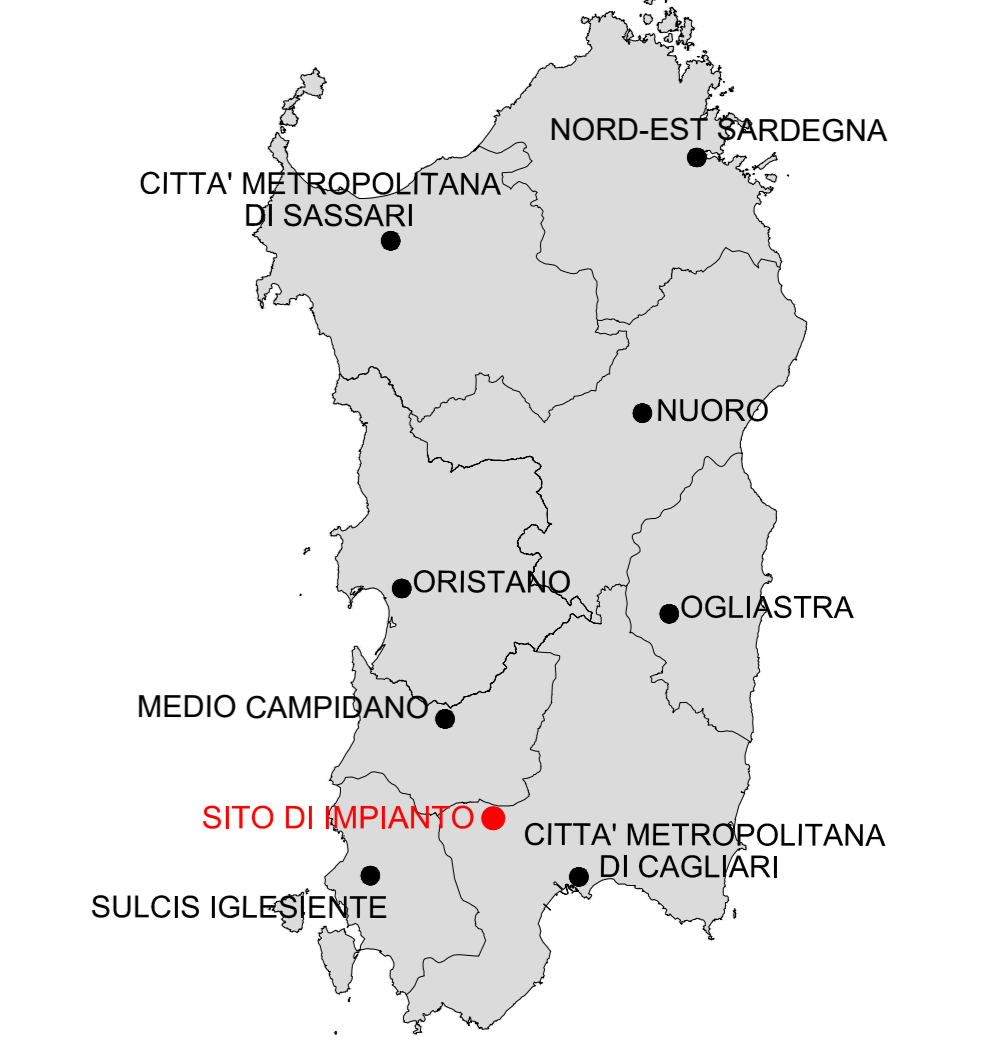 NORD-EST SARDEGNA
CITTA' METROPOLITANA
DI SASSARI
NUORO
ORISTANO
OGLIASTRA
MEDIO CAMPIDANO
SITO DI IMPIANTO
CITTA' METROPOLITANA
DI CAGLIARI
SULCIS IGLESIENTE